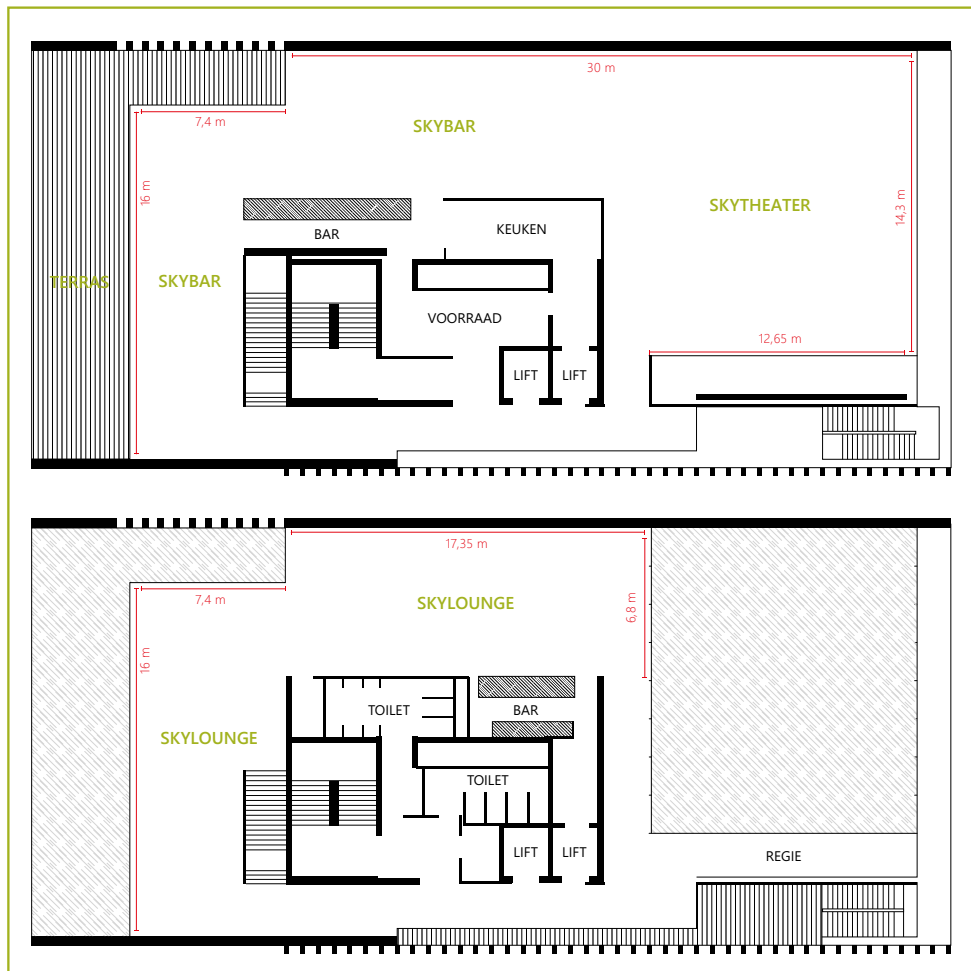 30 m
7,4 m
SKYBAR
16 m
14,3 m
SKYTHEATER
BAR
KEUKEN
TERRAS
SKYBAR
VOORRAAD
12,65 m
LIFT
LIFT
17,35 m
7,4 m
SKYLOUNGE
6,8 m
16 m
TOILET
BAR
SKYLOUNGE
TOILET
LIFT
LIFT
REGIE